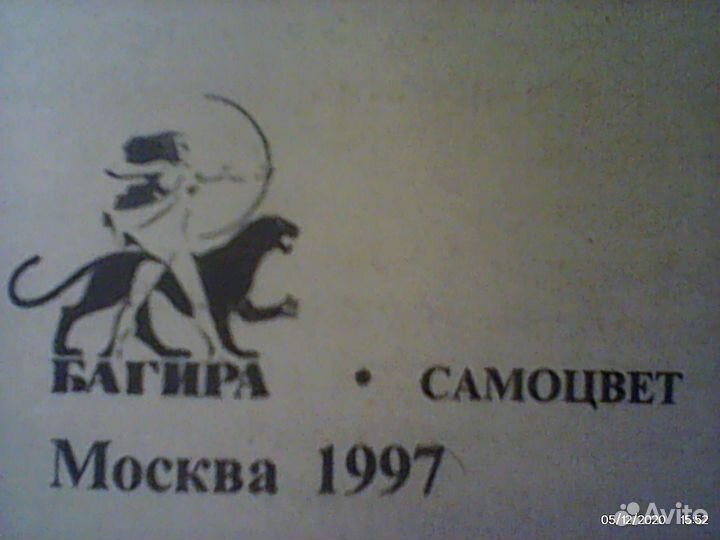 БАГИРА • САМОЦВЕТ
Москва 1997
Avito
05/12/2020 15:52